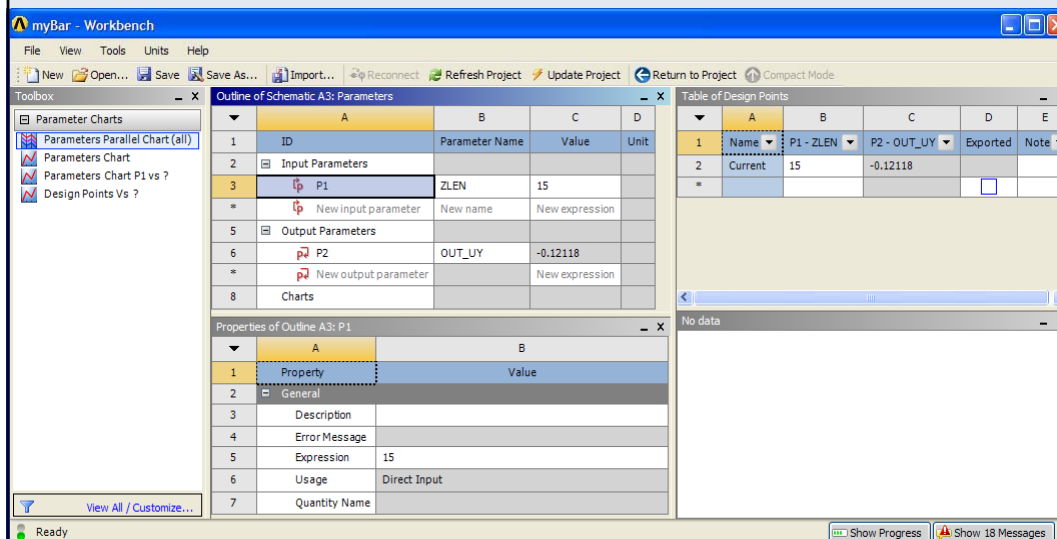 myBar - Workbench
File View Tools Units Help
New Open... Save Save As... Import... Reconnect Refresh Project Update Project Return to Project Compact Mode
Toolbox
Parameter Charts
Parameters Parallel Chart (all)
Parameters Chart
Parameters Chart P1 vs ?
Design Points Vs ?
View All / Customize...
Outline of Schematic A3: Parameters
A B C D
1 ID Parameter Name Value Unit
2 Input Parameters
3 P1 ZLEN 15
* New input parameter New name New expression
5 Output Parameters
6 P2 OUT_UY -0.12118
* New output parameter New expression
8 Charts
Properties of Outline A3: P1
A B
1 Property Value
2 General
3 Description
4 Error Message
5 Expression 15
6 Usage Direct Input
7 Quantity Name
Table of Design Points
A B C D E
1 Name P1 - ZLEN P2 - OUT_UY Exported Note
2 Current 15 -0.12118
*
No data
Ready Show Progress Show 18 Messages